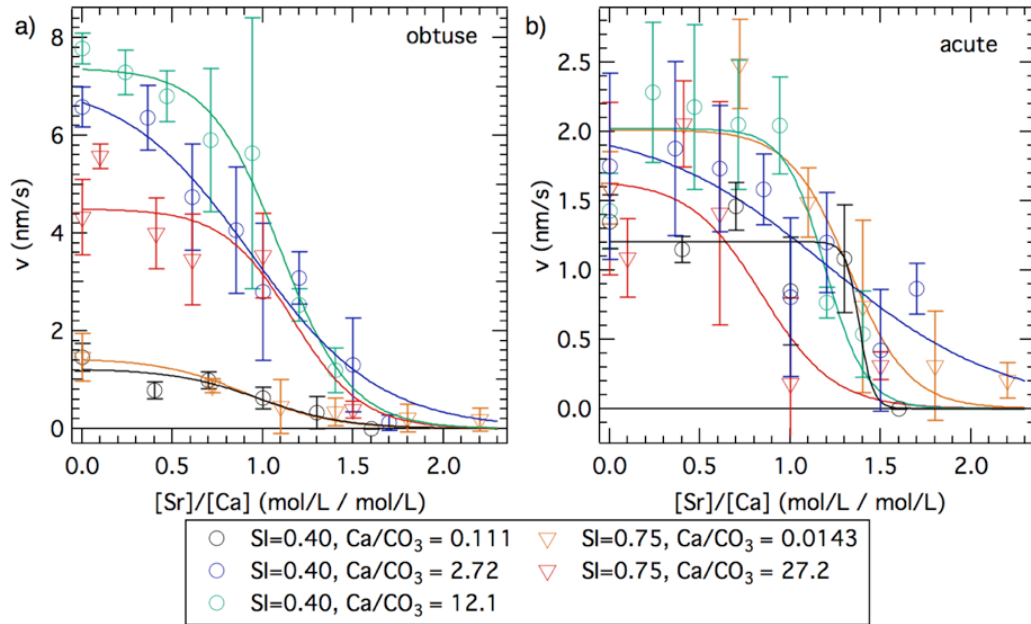 a)
obtuse
8
6
4
2
0
v (nm/s)
0.0 0.5 1.0 1.5 2.0
[Sr]/[Ca] (mol/L / mol/L)
b)
acute
2.5
2.0
1.5
1.0
0.5
0.0
v (nm/s)
0.0 0.5 1.0 1.5 2.0
[Sr]/[Ca] (mol/L / mol/L)
SI=0.40, Ca/CO₃ = 0.111
SI=0.40, Ca/CO₃ = 2.72
SI=0.40, Ca/CO₃ = 12.1
SI=0.75, Ca/CO₃ = 0.0143
SI=0.75, Ca/CO₃ = 27.2